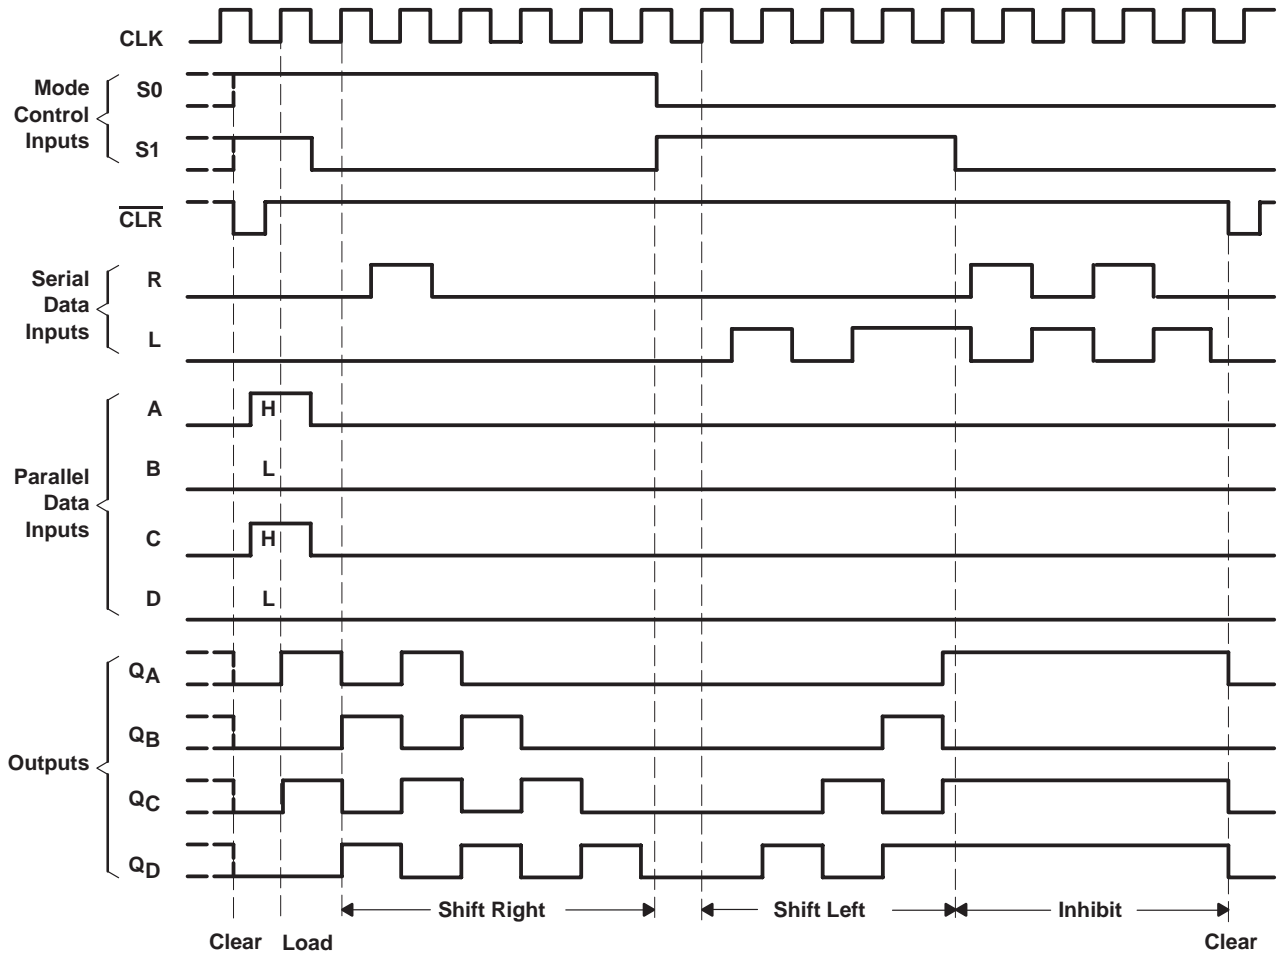 CLK
Mode
Control
Inputs
S0
S1
CLR
Serial
Data
Inputs
R
L
Parallel
Data
Inputs
A
H
B
L
C
H
D
L
Outputs
QA
QB
QC
QD
Shift Right
Shift Left
Inhibit
Clear
Load
Clear